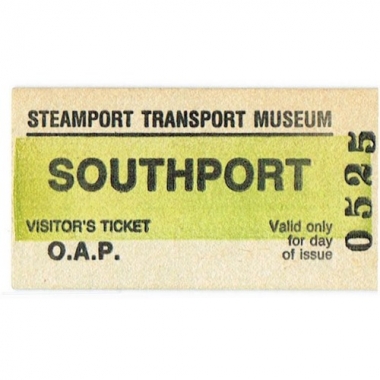 STEAMPORT TRANSPORT MUSEUM
SOUTHPORT
VISITOR'S TICKET
O.A.P.
Valid only
for day
of issue
0525